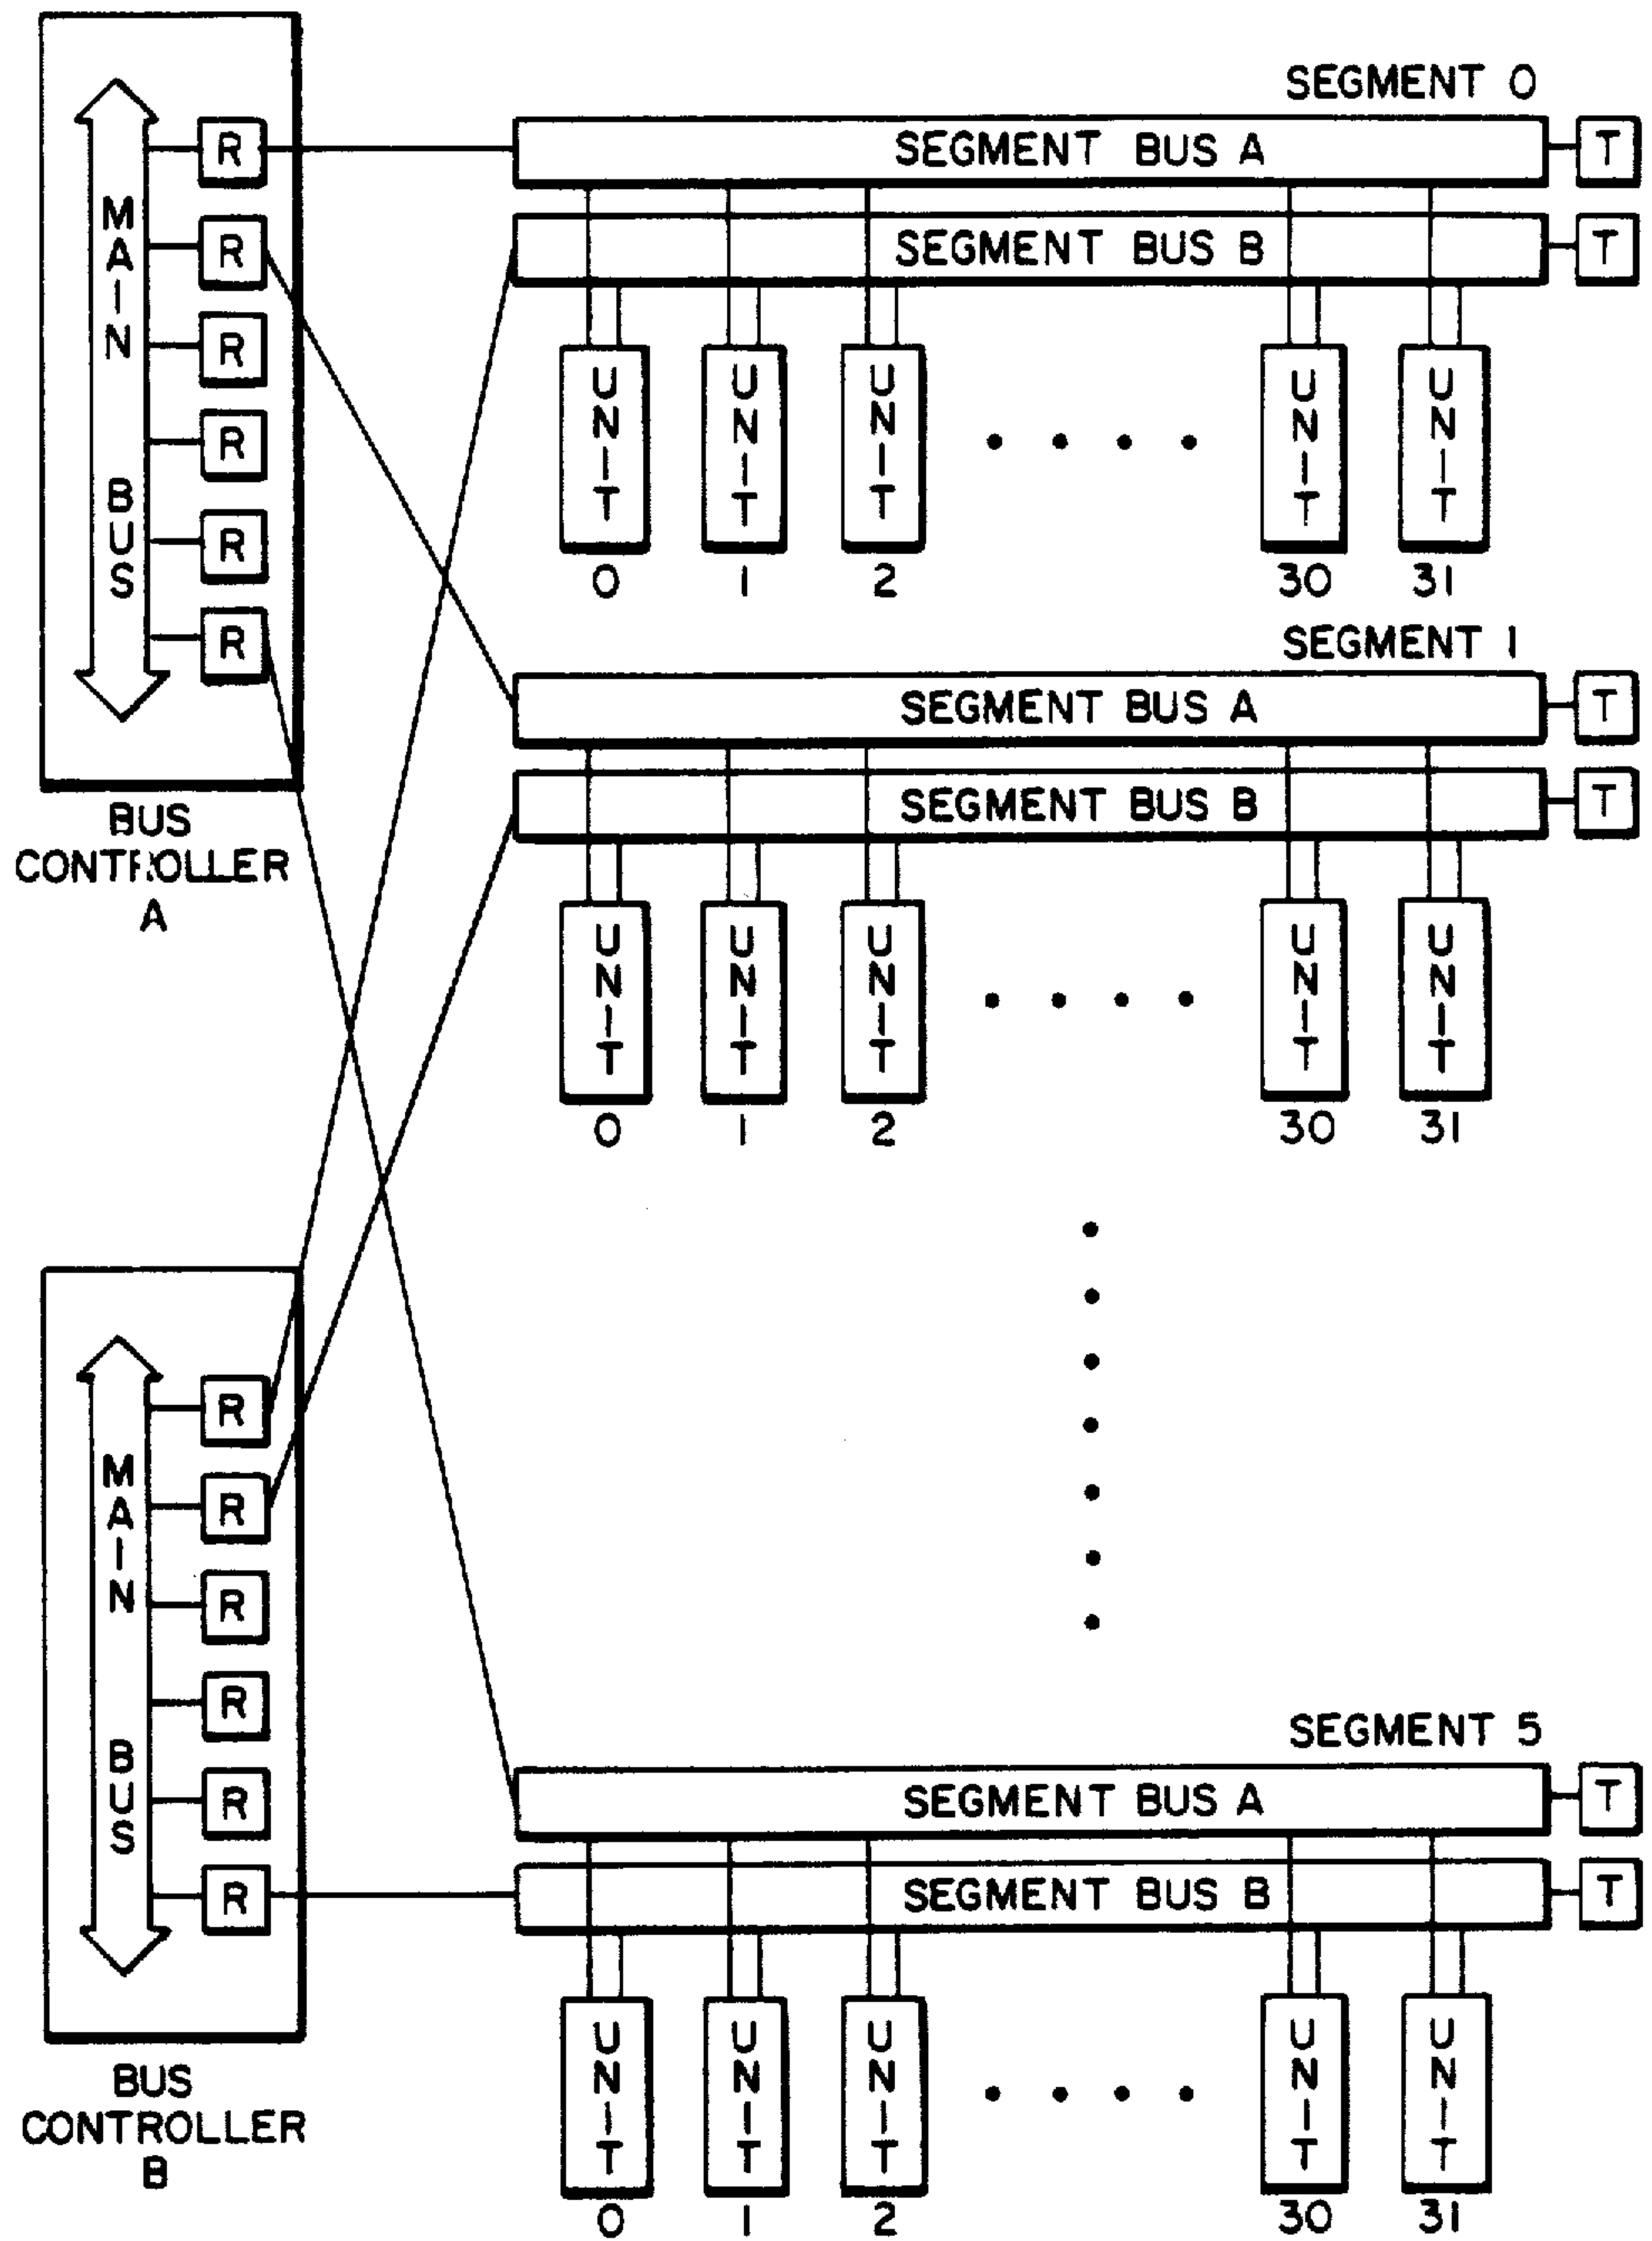 MAIN BUS
R
R
R
R
R
R
BUS
CONTROLLER
A
SEGMENT 0
SEGMENT BUS A
T
SEGMENT BUS B
T
UNIT
UNIT
UNIT
UNIT
UNIT
0 1 2 30 31
SEGMENT 1
SEGMENT BUS A
T
SEGMENT BUS B
T
UNIT
UNIT
UNIT
UNIT
UNIT
0 1 2 30 31
MAIN BUS
R
R
R
R
R
R
BUS
CONTROLLER
B
SEGMENT 5
SEGMENT BUS A
T
SEGMENT BUS B
T
UNIT
UNIT
UNIT
UNIT
UNIT
0 1 2 30 31